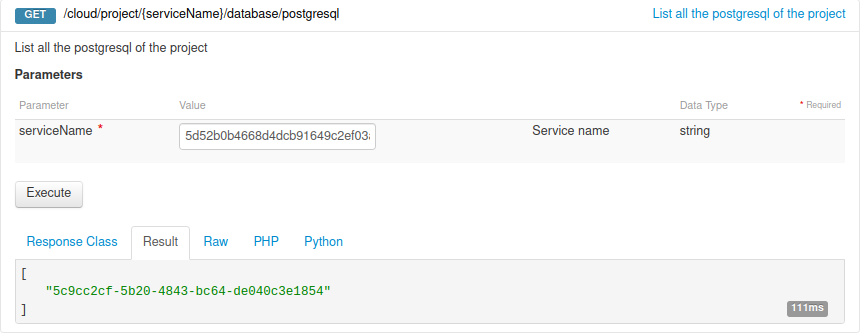 GET /cloud/project/{serviceName}/database/postgresql List all the postgresql of the project
List all the postgresql of the project
Parameters
Parameter Value Data Type * Required
serviceName * 5d52b0b4668d4dcb91649c2ef03a Service name string
Execute
Response Class Result Raw PHP Python
[
"5c9cc2cf-5b20-4843-bc64-de040c3e1854"
]
111ms